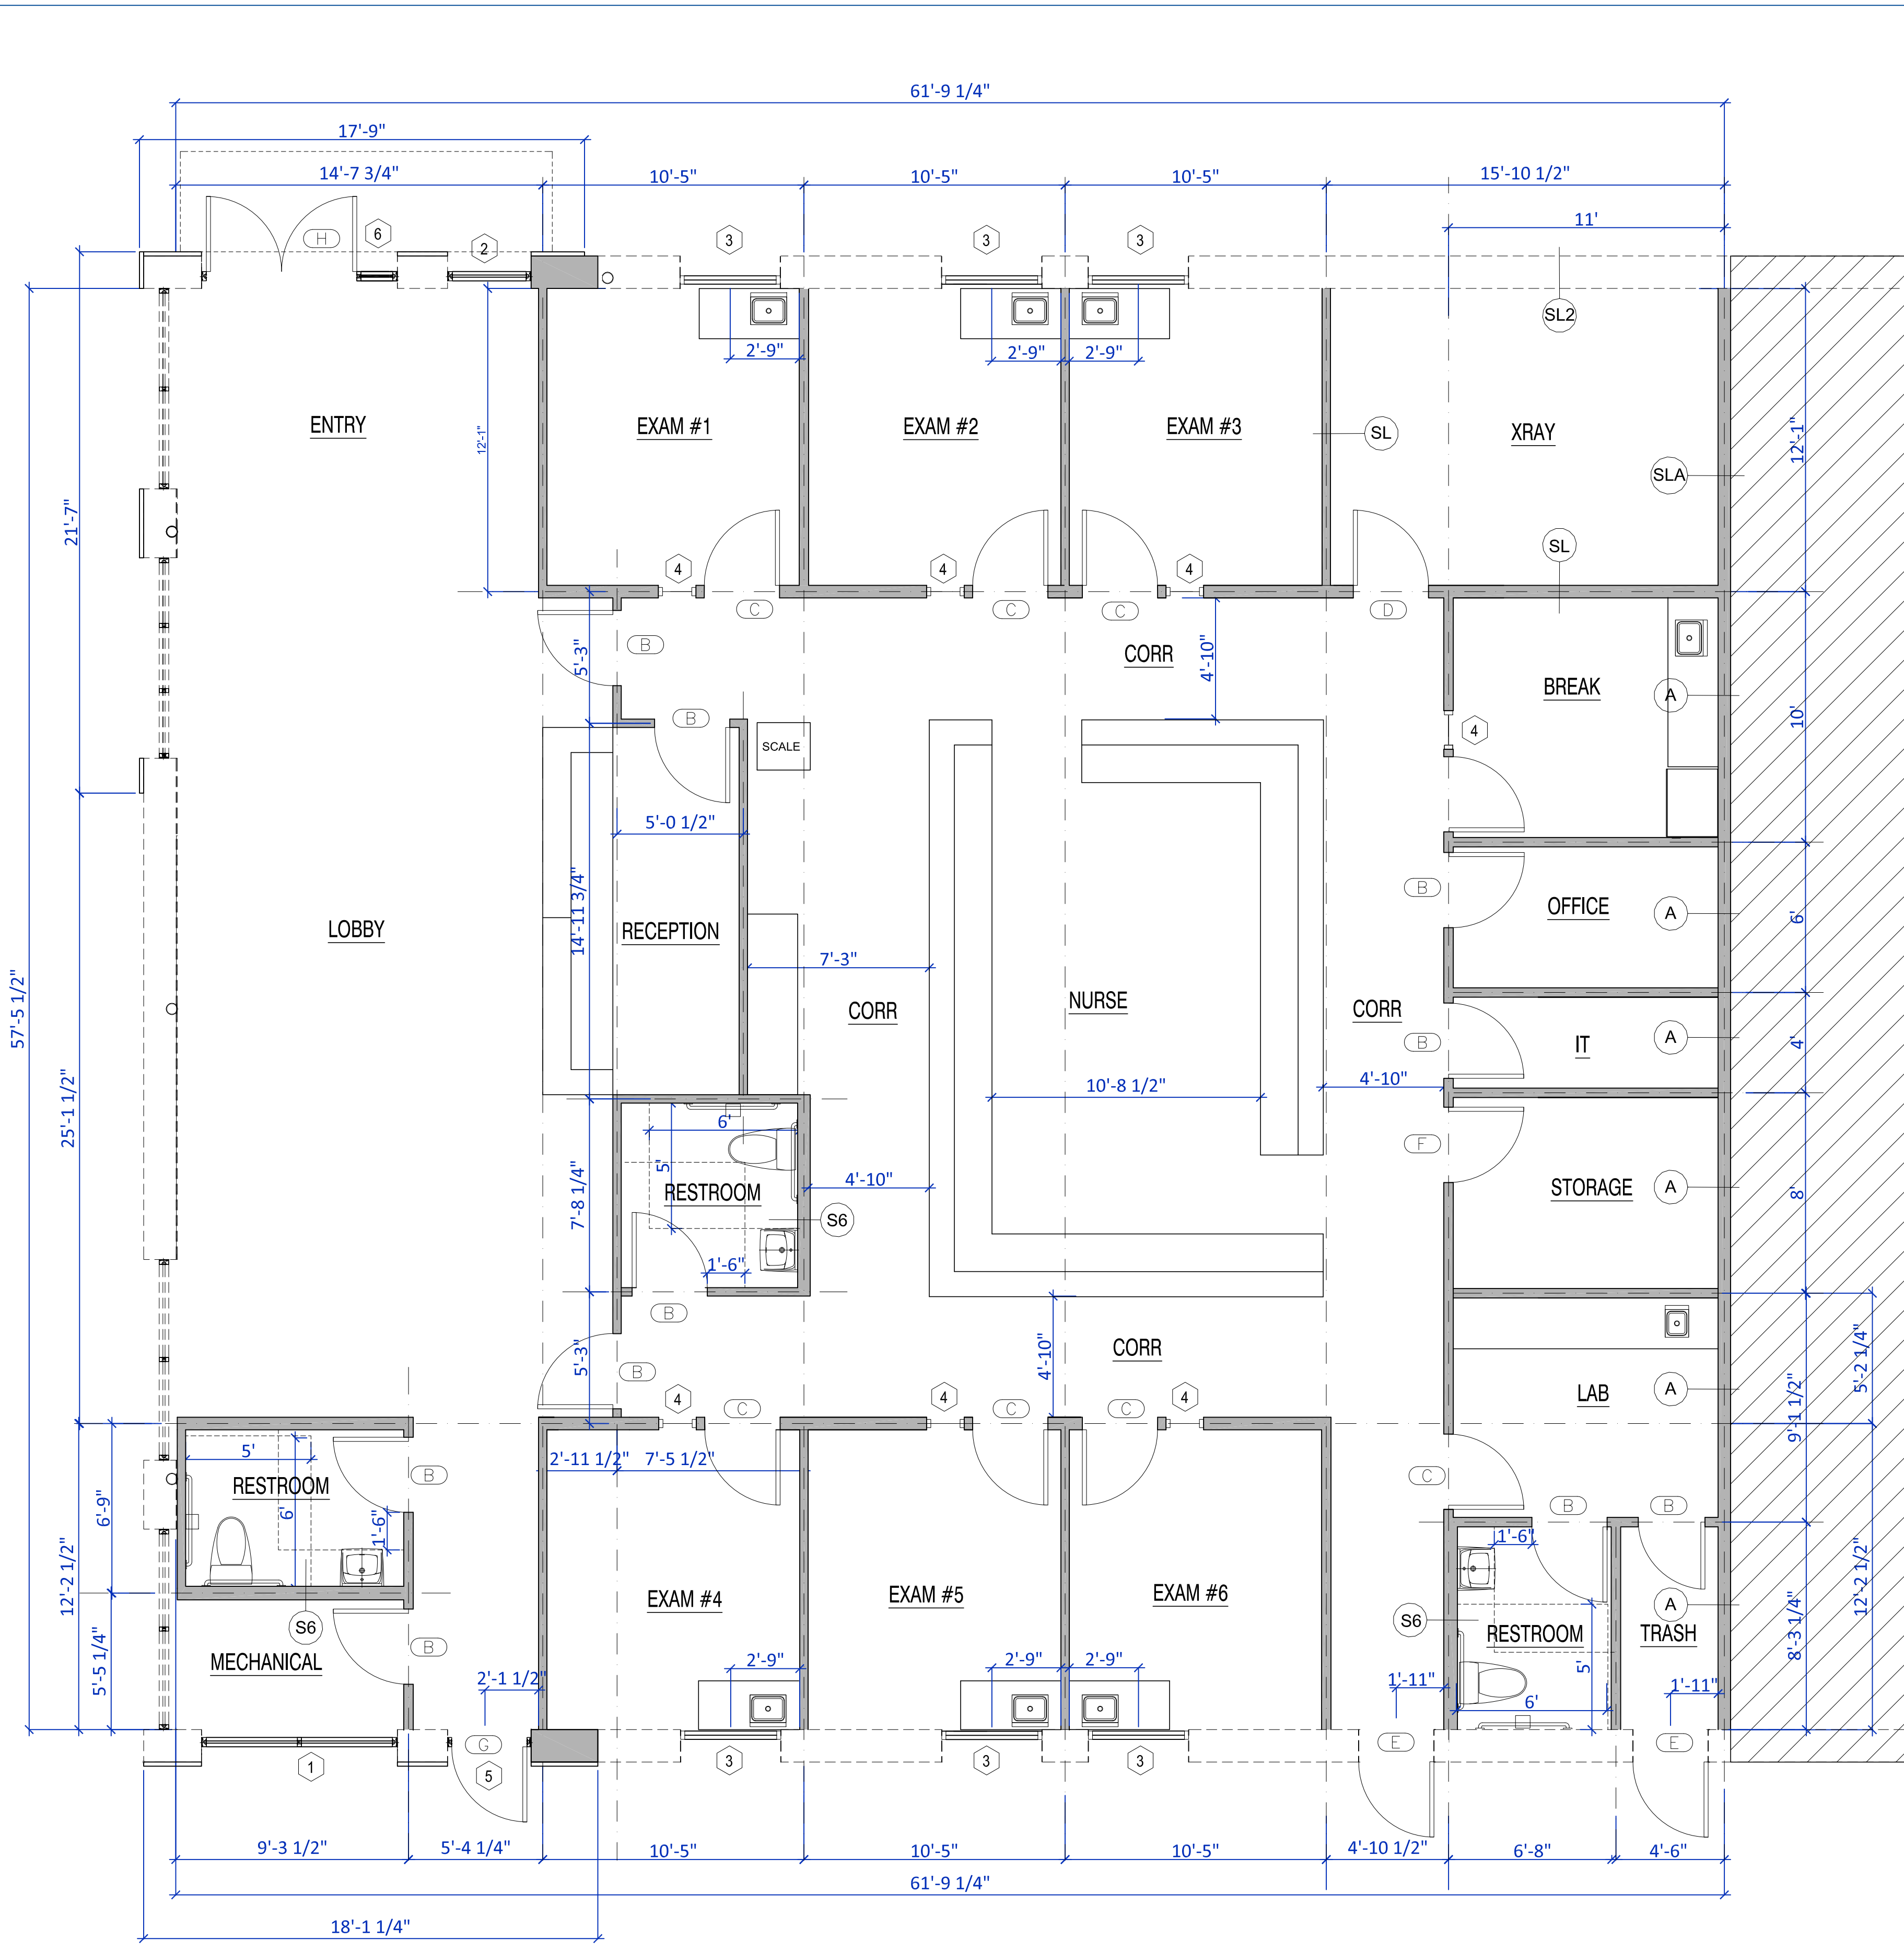 61'-9 1/4"
17'-9"
14'-7 3/4"
10'-5"
10'-5"
10'-5"
15'-10 1/2"
11'
H
6
2
3
3
3
SL2
2'-9"
2'-9"
2'-9"
ENTRY
EXAM #1
EXAM #2
EXAM #3
SL
XRAY
12'-1"
12'-1"
SLA
21'-7"
SL
4
4
4
C
C
C
D
B
5'-3"
CORR
4'-10"
BREAK
A
10'
B
SCALE
4
5'-0 1/2"
14'-11 3/4"
B
OFFICE
A
6'
LOBBY
RECEPTION
7'-3"
57'-5 1/2"
CORR
NURSE
CORR
B
IT
A
4'
25'-1 1/2"
10'-8 1/2"
4'-10"
6'
F
5'
7'-8 1/4"
RESTROOM
4'-10"
STORAGE
A
8'
S6
1'-6"
B
5'-3"
CORR
4'-10"
5'-2 1/4"
B
LAB
A
9'-1 1/2"
4
4
4
C
C
C
5'
2'-11 1/2"
7'-5 1/2"
RESTROOM
B
C
B
B
6'-9"
6'
1'-6"
1'-6"
12'-2 1/2"
12'-2 1/2"
EXAM #4
EXAM #5
EXAM #6
S6
S6
A
RESTROOM
TRASH
8'-3 1/4"
MECHANICAL
B
5'-5 1/4"
2'-9"
2'-9"
2'-9"
5'
2'-1 1/2"
1'-11"
1'-11"
6'
G
E
E
1
5
3
3
3
9'-3 1/2"
5'-4 1/4"
10'-5"
10'-5"
10'-5"
4'-10 1/2"
6'-8"
4'-6"
61'-9 1/4"
18'-1 1/4"